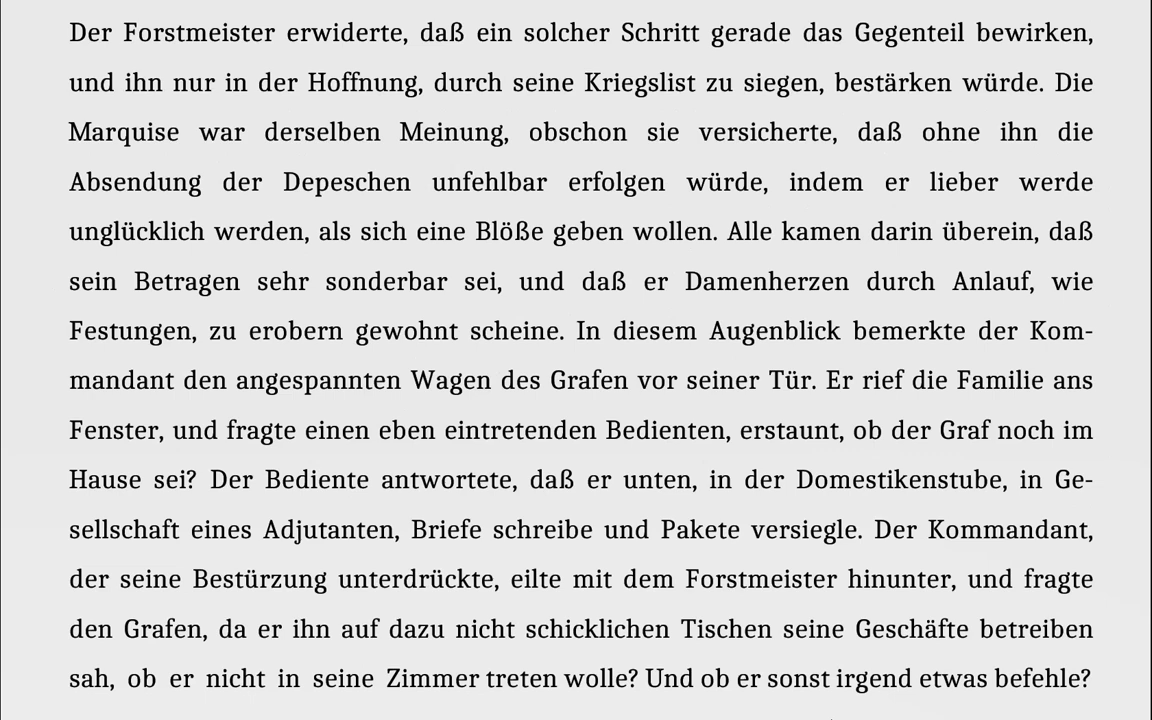 Der Forstmeister erwiderte, daß ein solcher Schritt gerade das Gegenteil bewirken,
und ihn nur in der Hoffnung, durch seine Kriegslist zu siegen, bestärken würde. Die
Marquise war derselben Meinung, obschon sie versicherte, daß ohne ihn die
Absendung der Depeschen unfehlbar erfolgen würde, indem er lieber werde
unglücklich werden, als sich eine Blöße geben wollen. Alle kamen darin überein, daß
sein Betragen sehr sonderbar sei, und daß er Damenherzen durch Anlauf, wie
Festungen, zu erobern gewohnt scheine. In diesem Augenblick bemerkte der Kom-
mandant den angespannten Wagen des Grafen vor seiner Tür. Er rief die Familie ans
Fenster, und fragte einen eben eintretenden Bedienten, erstaunt, ob der Graf noch im
Hause sei? Der Bediente antwortete, daß er unten, in der Domestikenstube, in Ge-
sellschaft eines Adjutanten, Briefe schreibe und Pakete versiegle. Der Kommandant,
der seine Bestürzung unterdrückte, eilte mit dem Forstmeister hinunter, und fragte
den Grafen, da er ihn auf dazu nicht schicklichen Tischen seine Geschäfte betreiben
sah, ob er nicht in seine Zimmer treten wolle? Und ob er sonst irgend etwas befehle?